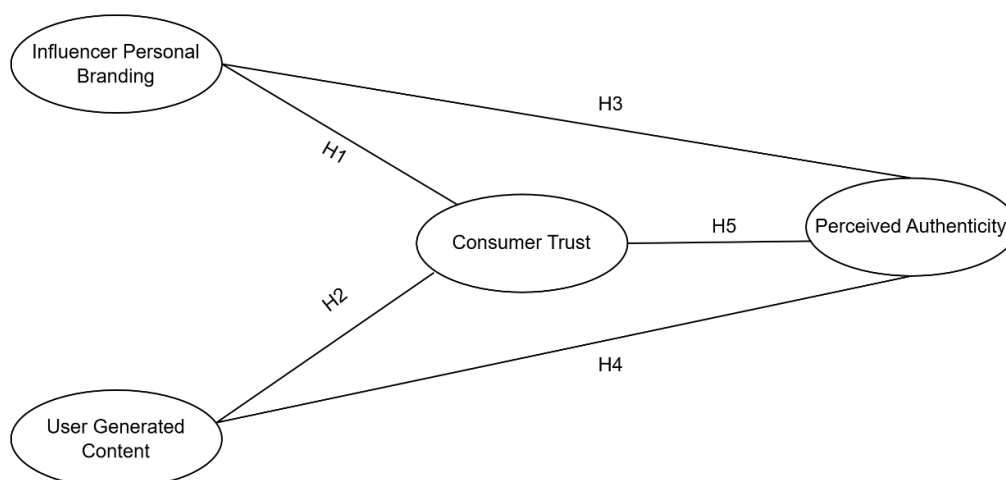 Influencer Personal
Branding
H3
H1
Consumer Trust
H5
Perceived Authenticity
H2
H4
User Generated
Content